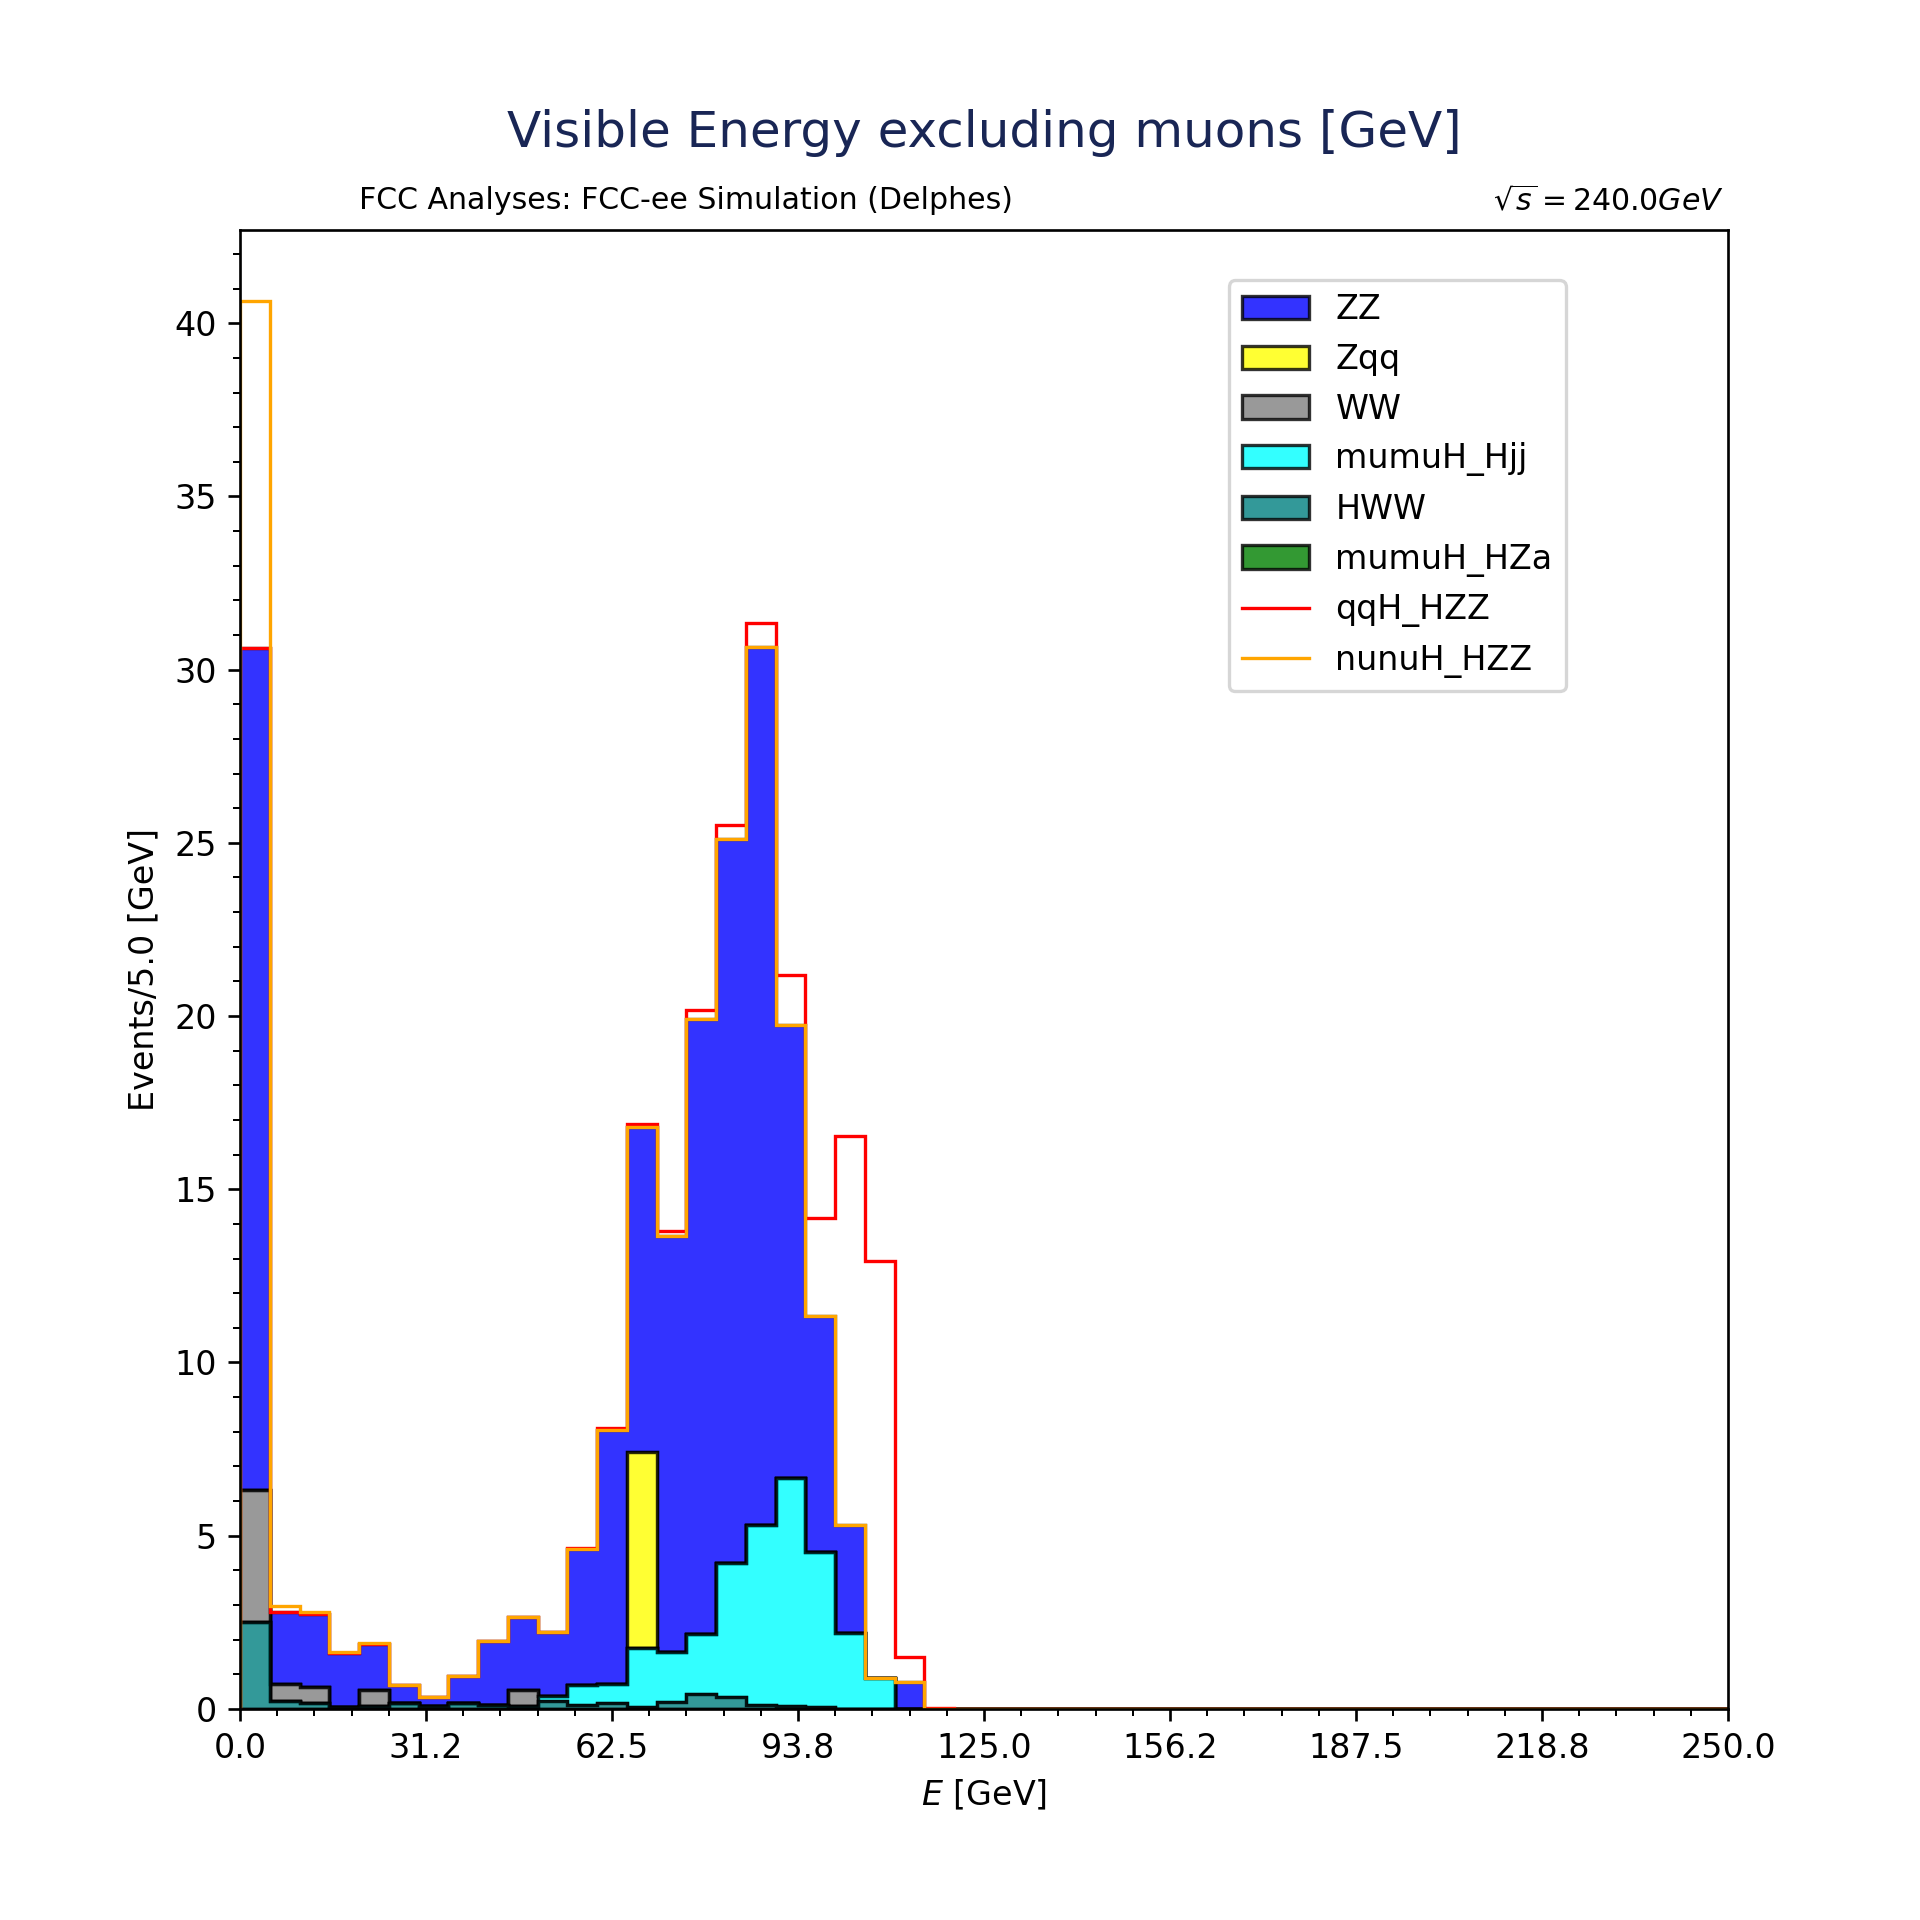 Visible Energy excluding muons [GeV]
FCC Analyses: FCC-ee Simulation (Delphes)
√s = 240.0GeV
ZZ
Zqq
WW
mumuH_Hjj
HWW
mumuH_HZa
qqH_HZZ
nunuH_HZZ
Events/5.0 [GeV]
40
35
30
25
20
15
10
5
0
0.0 31.2 62.5 93.8 125.0 156.2 187.5 218.8 250.0
E [GeV]